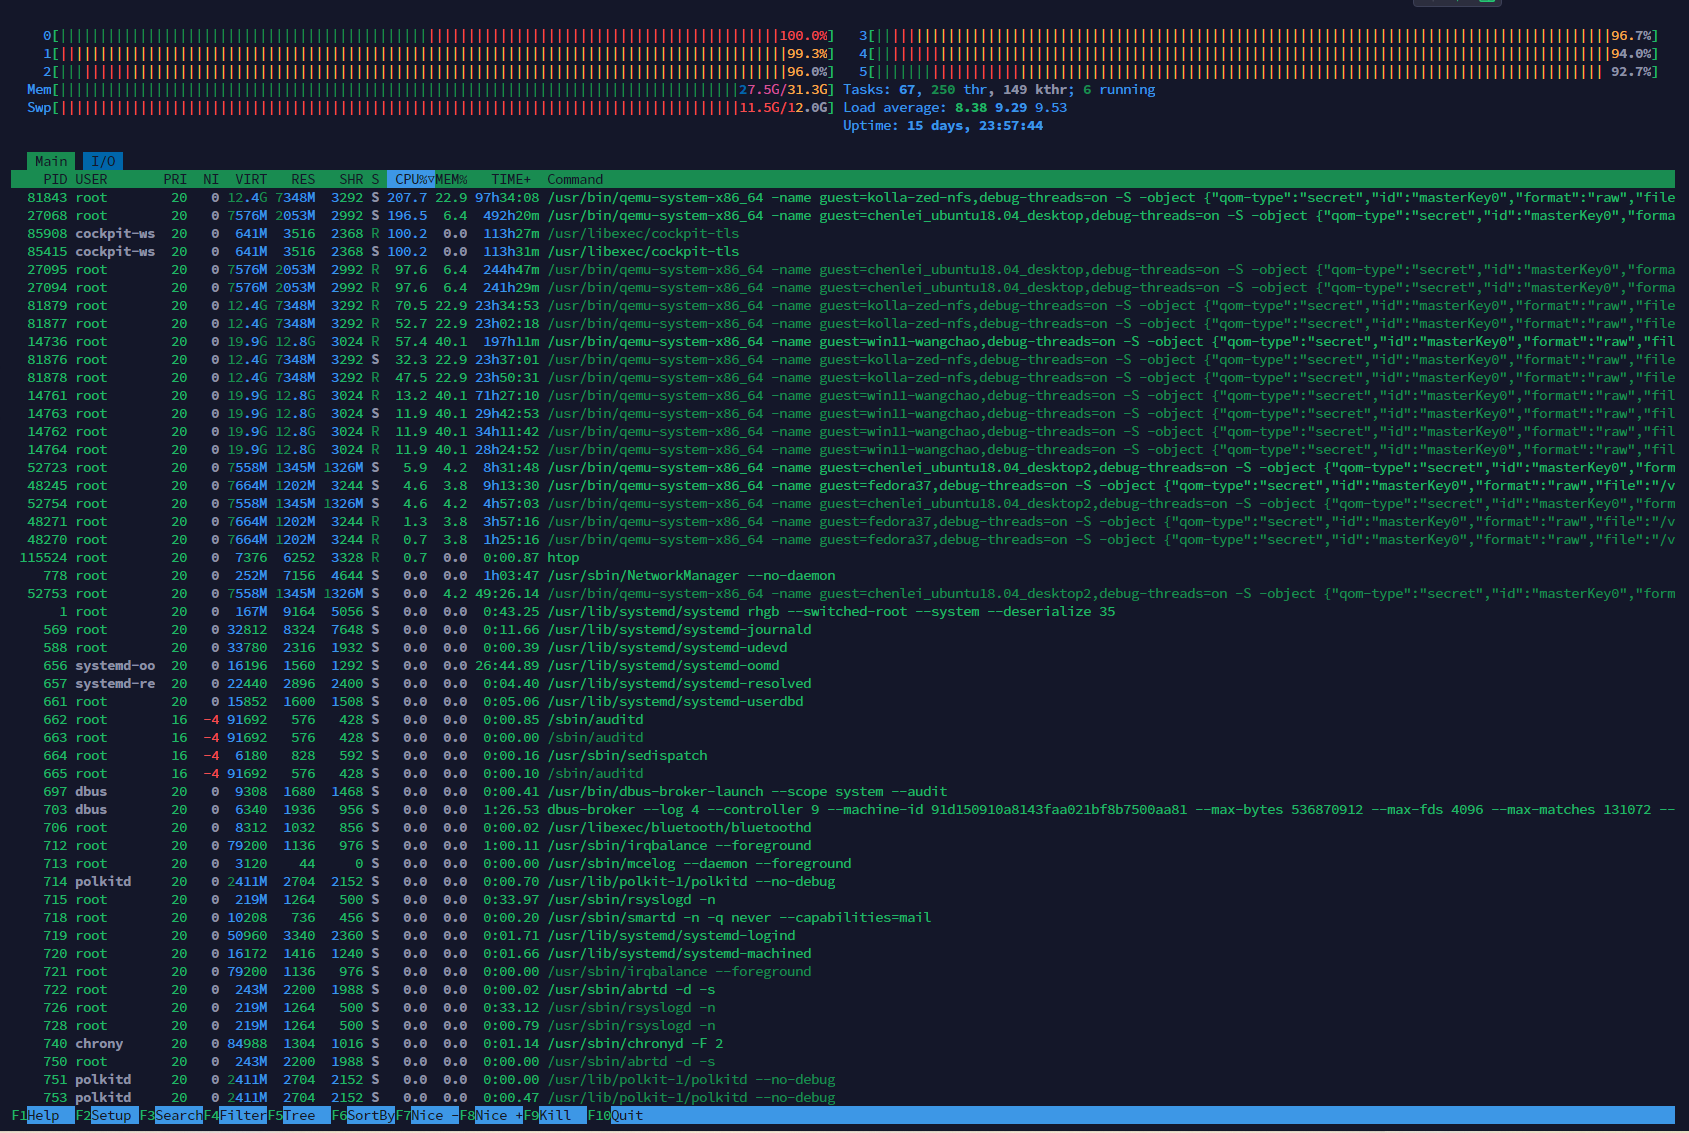 0[100.0%] 3[96.7%]
1[99.3%] 4[94.0%]
2[96.0%] 5[92.7%]
Mem[27.5G/31.3G] Tasks: 67, 250 thr, 149 kthr; 6 running
Swp[11.5G/12.0G] Load average: 8.38 9.29 9.53
Uptime: 15 days, 23:57:44
Main I/O
PID USER PRI NI VIRT RES SHR S CPU%▽MEM% TIME+ Command
81843 root 20 0 12.4G 7348M 3292 S 207.7 22.9 97h34:08 /usr/bin/qemu-system-x86_64 -name guest=kolla-zed-nfs,debug-threads=on -S -object {"qom-type":"secret","id":"masterKey0","format":"raw","file
27068 root 20 0 7576M 2053M 2992 S 196.5 6.4 492h20m /usr/bin/qemu-system-x86_64 -name guest=chenlei_ubuntu18.04_desktop,debug-threads=on -S -object {"qom-type":"secret","id":"masterKey0","forma
85908 cockpit-ws 20 0 641M 3516 2368 R 100.2 0.0 113h27m /usr/libexec/cockpit-tls
85415 cockpit-ws 20 0 641M 3516 2368 S 100.2 0.0 113h31m /usr/libexec/cockpit-tls
27095 root 20 0 7576M 2053M 2992 R 97.6 6.4 244h47m /usr/bin/qemu-system-x86_64 -name guest=chenlei_ubuntu18.04_desktop,debug-threads=on -S -object {"qom-type":"secret","id":"masterKey0","forma
27094 root 20 0 7576M 2053M 2992 R 97.6 6.4 241h29m /usr/bin/qemu-system-x86_64 -name guest=chenlei_ubuntu18.04_desktop,debug-threads=on -S -object {"qom-type":"secret","id":"masterKey0","forma
81879 root 20 0 12.4G 7348M 3292 R 70.5 22.9 23h34:53 /usr/bin/qemu-system-x86_64 -name guest=kolla-zed-nfs,debug-threads=on -S -object {"qom-type":"secret","id":"masterKey0","format":"raw","file
81877 root 20 0 12.4G 7348M 3292 R 52.7 22.9 23h02:18 /usr/bin/qemu-system-x86_64 -name guest=kolla-zed-nfs,debug-threads=on -S -object {"qom-type":"secret","id":"masterKey0","format":"raw","file
14736 root 20 0 19.9G 12.8G 3024 R 57.4 40.1 197h11m /usr/bin/qemu-system-x86_64 -name guest=win11-wangchao,debug-threads=on -S -object {"qom-type":"secret","id":"masterKey0","format":"raw","fil
81876 root 20 0 12.4G 7348M 3292 S 32.3 22.9 23h37:01 /usr/bin/qemu-system-x86_64 -name guest=kolla-zed-nfs,debug-threads=on -S -object {"qom-type":"secret","id":"masterKey0","format":"raw","file
81878 root 20 0 12.4G 7348M 3292 R 47.5 22.9 23h50:31 /usr/bin/qemu-system-x86_64 -name guest=kolla-zed-nfs,debug-threads=on -S -object {"qom-type":"secret","id":"masterKey0","format":"raw","file
14761 root 20 0 19.9G 12.8G 3024 R 13.2 40.1 71h27:10 /usr/bin/qemu-system-x86_64 -name guest=win11-wangchao,debug-threads=on -S -object {"qom-type":"secret","id":"masterKey0","format":"raw","fil
14763 root 20 0 19.9G 12.8G 3024 S 11.9 40.1 29h42:53 /usr/bin/qemu-system-x86_64 -name guest=win11-wangchao,debug-threads=on -S -object {"qom-type":"secret","id":"masterKey0","format":"raw","fil
14762 root 20 0 19.9G 12.8G 3024 R 11.9 40.1 34h11:42 /usr/bin/qemu-system-x86_64 -name guest=win11-wangchao,debug-threads=on -S -object {"qom-type":"secret","id":"masterKey0","format":"raw","fil
14764 root 20 0 19.9G 12.8G 3024 R 11.9 40.1 28h24:52 /usr/bin/qemu-system-x86_64 -name guest=win11-wangchao,debug-threads=on -S -object {"qom-type":"secret","id":"masterKey0","format":"raw","fil
52723 root 20 0 7558M 1345M 1326M S 5.9 4.2 8h31:48 /usr/bin/qemu-system-x86_64 -name guest=chenlei_ubuntu18.04_desktop2,debug-threads=on -S -object {"qom-type":"secret","id":"masterKey0","form
48245 root 20 0 7664M 1202M 3244 S 4.6 3.8 9h13:30 /usr/bin/qemu-system-x86_64 -name guest=fedora37,debug-threads=on -S -object {"qom-type":"secret","id":"masterKey0","format":"raw","file":"/v
52754 root 20 0 7558M 1345M 1326M S 4.6 4.2 4h57:03 /usr/bin/qemu-system-x86_64 -name guest=chenlei_ubuntu18.04_desktop2,debug-threads=on -S -object {"qom-type":"secret","id":"masterKey0","form
48271 root 20 0 7664M 1202M 3244 R 1.3 3.8 3h57:16 /usr/bin/qemu-system-x86_64 -name guest=fedora37,debug-threads=on -S -object {"qom-type":"secret","id":"masterKey0","format":"raw","file":"/v
48270 root 20 0 7664M 1202M 3244 R 0.7 3.8 1h25:16 /usr/bin/qemu-system-x86_64 -name guest=fedora37,debug-threads=on -S -object {"qom-type":"secret","id":"masterKey0","format":"raw","file":"/v
115524 root 20 0 7376 6252 3328 R 0.7 0.0 0:00.87 htop
778 root 20 0 252M 7156 4644 S 0.0 0.0 1h03:47 /usr/sbin/NetworkManager --no-daemon
52753 root 20 0 7558M 1345M 1326M S 0.0 4.2 49:26.14 /usr/bin/qemu-system-x86_64 -name guest=chenlei_ubuntu18.04_desktop2,debug-threads=on -S -object {"qom-type":"secret","id":"masterKey0","form
1 root 20 0 167M 9164 5056 S 0.0 0.0 0:43.25 /usr/lib/systemd/systemd rhgb --switched-root --system --deserialize 35
569 root 20 0 32812 8324 7648 S 0.0 0.0 0:11.66 /usr/lib/systemd/systemd-journald
588 root 20 0 33780 2316 1932 S 0.0 0.0 0:00.39 /usr/lib/systemd/systemd-udevd
656 systemd-oo 20 0 16196 1560 1292 S 0.0 0.0 26:44.89 /usr/lib/systemd/systemd-oomd
657 systemd-re 20 0 22440 2896 2400 S 0.0 0.0 0:04.40 /usr/lib/systemd/systemd-resolved
661 root 20 0 15852 1600 1508 S 0.0 0.0 0:05.06 /usr/lib/systemd/systemd-userdbd
662 root 16 -4 91692 576 428 S 0.0 0.0 0:00.85 /sbin/auditd
663 root 16 -4 91692 576 428 S 0.0 0.0 0:00.00 /sbin/auditd
664 root 16 -4 6180 828 592 S 0.0 0.0 0:00.16 /usr/sbin/sedispatch
665 root 16 -4 91692 576 428 S 0.0 0.0 0:00.10 /sbin/auditd
697 dbus 20 0 9308 1680 1468 S 0.0 0.0 0:00.41 /usr/bin/dbus-broker-launch --scope system --audit
703 dbus 20 0 6340 1936 956 S 0.0 0.0 1:26.53 dbus-broker --log 4 --controller 9 --machine-id 91d150910a8143faa021bf8b7500aa81 --max-bytes 536870912 --max-fds 4096 --max-matches 131072 --
706 root 20 0 8312 1032 856 S 0.0 0.0 0:00.02 /usr/libexec/bluetooth/bluetoothd
712 root 20 0 79200 1136 976 S 0.0 0.0 1:00.11 /usr/sbin/irqbalance --foreground
713 root 20 0 3120 44 0 S 0.0 0.0 0:00.00 /usr/sbin/mcelog --daemon --foreground
714 polkitd 20 0 2411M 2704 2152 S 0.0 0.0 0:00.70 /usr/lib/polkit-1/polkitd --no-debug
715 root 20 0 219M 1264 500 S 0.0 0.0 0:33.97 /usr/sbin/rsyslogd -n
718 root 20 0 10208 736 456 S 0.0 0.0 0:00.20 /usr/sbin/smartd -n -q never --capabilities=mail
719 root 20 0 50960 3340 2360 S 0.0 0.0 0:01.71 /usr/lib/systemd/systemd-logind
720 root 20 0 16172 1416 1240 S 0.0 0.0 0:01.66 /usr/lib/systemd/systemd-machined
721 root 20 0 79200 1136 976 S 0.0 0.0 0:00.00 /usr/sbin/irqbalance --foreground
722 root 20 0 243M 2200 1988 S 0.0 0.0 0:00.02 /usr/sbin/abrtd -d -s
726 root 20 0 219M 1264 500 S 0.0 0.0 0:33.12 /usr/sbin/rsyslogd -n
728 root 20 0 219M 1264 500 S 0.0 0.0 0:00.79 /usr/sbin/rsyslogd -n
740 chrony 20 0 84988 1304 1016 S 0.0 0.0 0:01.14 /usr/sbin/chronyd -F 2
750 root 20 0 243M 2200 1988 S 0.0 0.0 0:00.00 /usr/sbin/abrtd -d -s
751 polkitd 20 0 2411M 2704 2152 S 0.0 0.0 0:00.00 /usr/lib/polkit-1/polkitd --no-debug
753 polkitd 20 0 2411M 2704 2152 S 0.0 0.0 0:00.47 /usr/lib/polkit-1/polkitd --no-debug
F1Help F2Setup F3SearchF4FilterF5Tree F6SortByF7Nice -F8Nice +F9Kill F10Quit